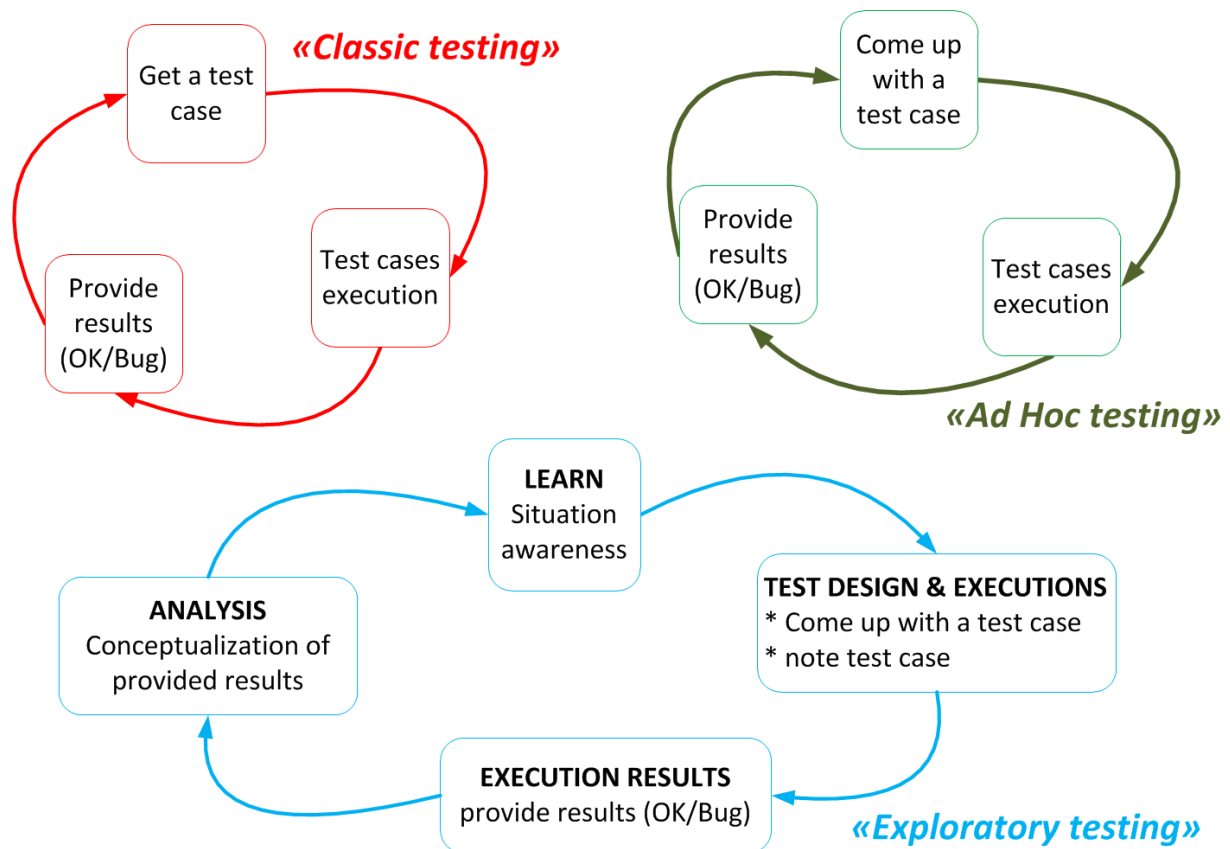 «Classic testing»
Get a test
case
Test cases
execution
Provide
results
(OK/Bug)
Come up
with a
test case
Test cases
execution
Provide
results
(OK/Bug)
«Ad Hoc testing»
LEARN
Situation
awareness
TEST DESIGN & EXECUTIONS
* Come up with a test case
* note test case
EXECUTION RESULTS
provide results (OK/Bug)
ANALYSIS
Conceptualization of
provided results
«Exploratory testing»